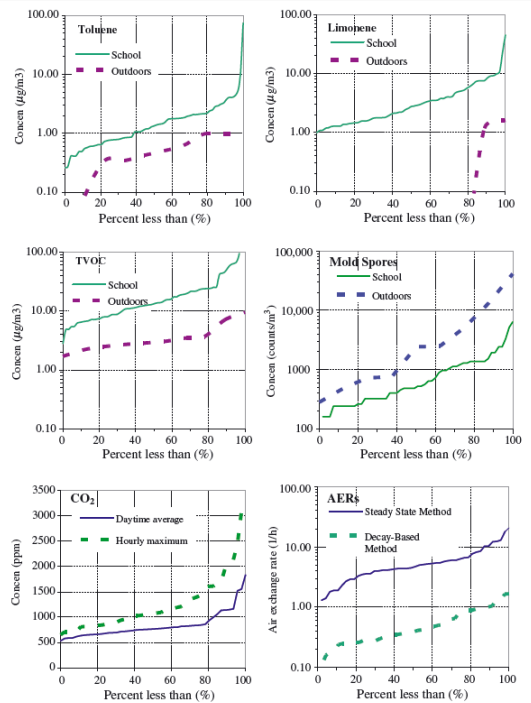 Toluene
School
Outdoors
100.00
10.00
1.00
0.10
Concen (µg/m3)
0 20 40 60 80 100
Percent less than (%)
Limonene
School
Outdoors
100.00
10.00
1.00
0.10
Concen (µg/m3)
0 20 40 60 80 100
Percent less than (%)
TVOC
School
Outdoors
100.00
10.00
1.00
0.10
Concen (µg/m3)
0 20 40 60 80 100
Percent less than (%)
Mold Spores
School
Outdoors
100,000
10,000
1000
100
Concen (counts/m³)
0 20 40 60 80 100
Percent less than (%)
CO₂
Daytime average
Hourly maximum
3500
3000
2500
2000
1500
1000
500
0
Concen (ppm)
0 20 40 60 80 100
Percent less than (%)
AERs
Steady State Method
Decay-Based
Method
100.00
10.00
1.00
0.10
Air exchange rate (1/h)
0 20 40 60 80 100
Percent less than (%)